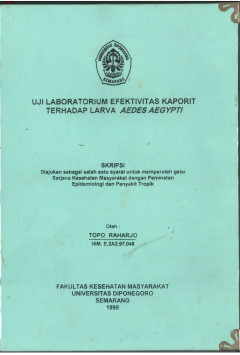 UJI LABORATORIUM EFEKTIVITAS KAPORIT
TERHADAP LARVA AEDES AEGYPTI
SKRIPSI
Diajukan sebagai salah satu syarat untuk memperoleh gelar
Sarjana Kesehatan Masyarakat dengan Peminatan
Epidemiologi dan Penyakit Tropik
Oleh :
TOPO RAHARJO
NIM. E.2A2.97.048
FAKULTAS KESEHATAN MASYARAKAT
UNIVERSITAS DIPONEGORO
SEMARANG
1999